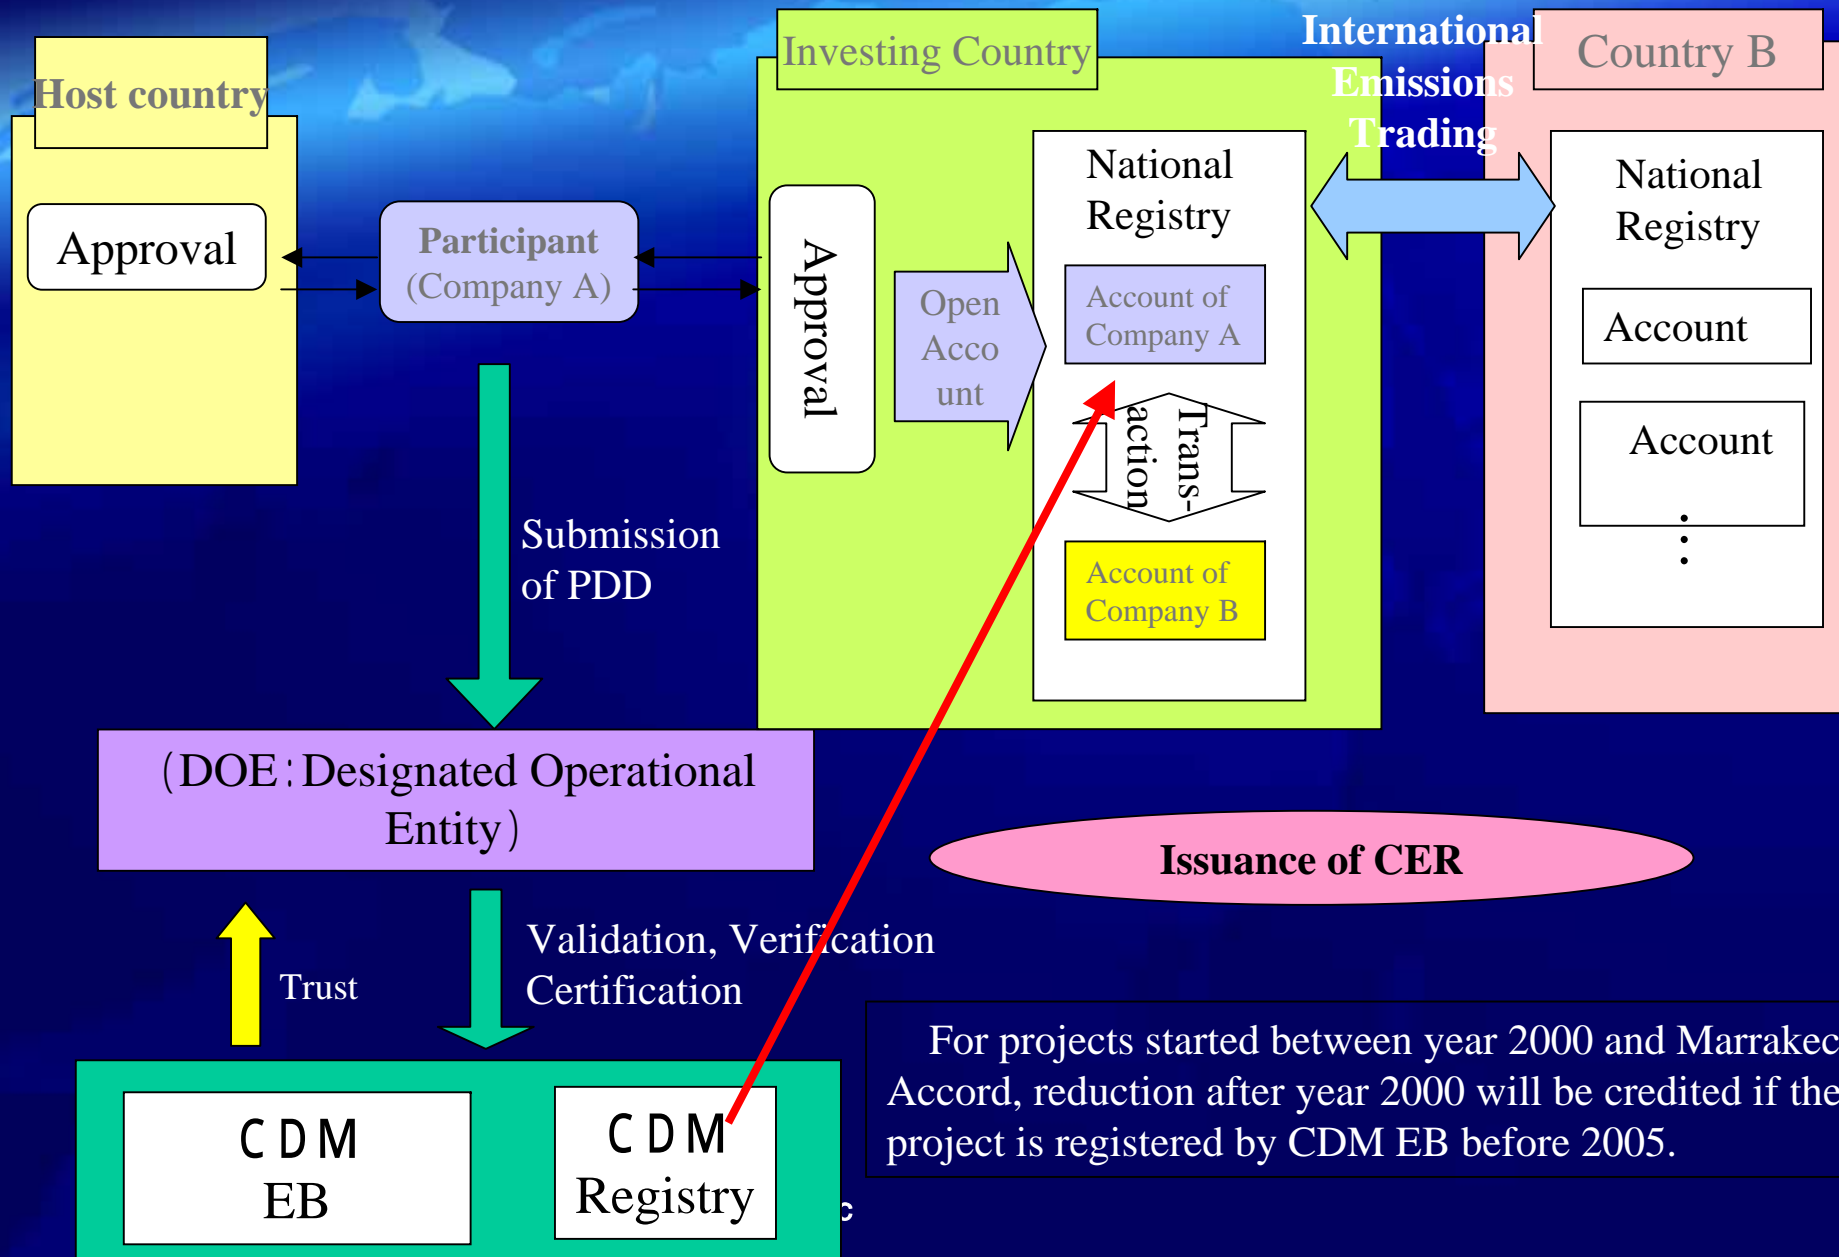 Host country
Approval
Participant
(Company A)
Investing Country
Approval
Open
Acco
unt
National
Registry
Account of
Company A
Trans-
action
Account of
Company B
International
Emissions
Trading
Country B
National
Registry
Account
Account
⋮
Submission
of PDD
(DOE:Designated Operational
Entity)
Issuance of CER
Trust
Validation, Verification
Certification
For projects started between year 2000 and Marrakec
Accord, reduction after year 2000 will be credited if the
project is registered by CDM EB before 2005.
CDM
EB
CDM
Registry
c